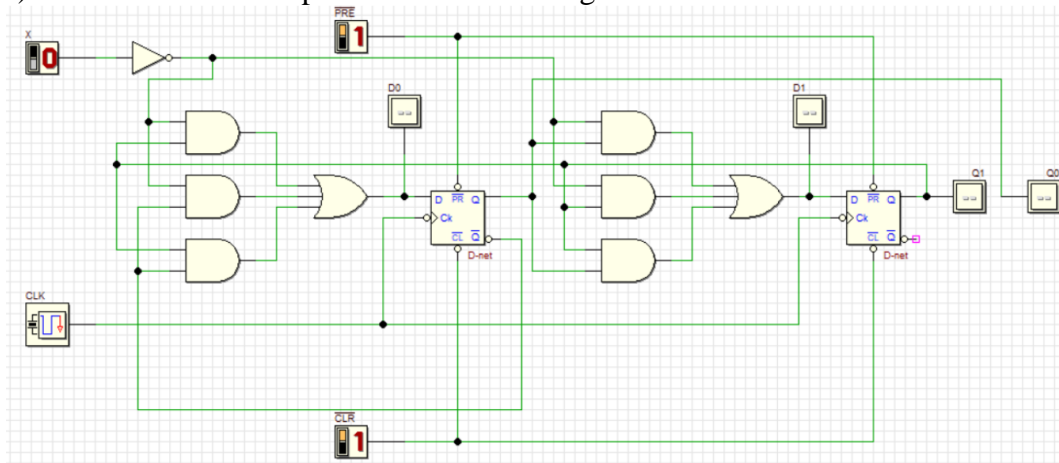 PRE
X
0
1
D0
--
D1
--
D PR Q
Ck
CL Q
D-net
D PR Q
Ck
CL Q
D-net
Q1
--
Q0
--
CLK
CLR
1